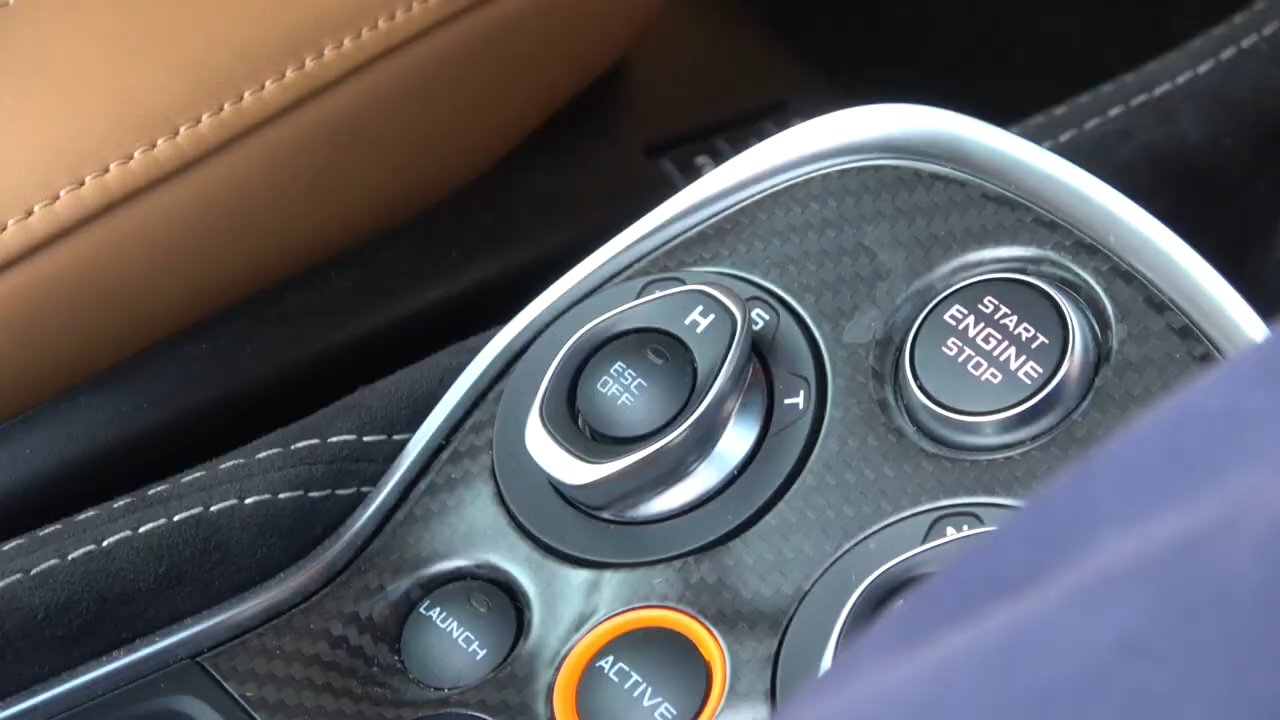 H
S
T
ESC
OFF
START
ENGINE
STOP
LAUNCH
ACTIVE